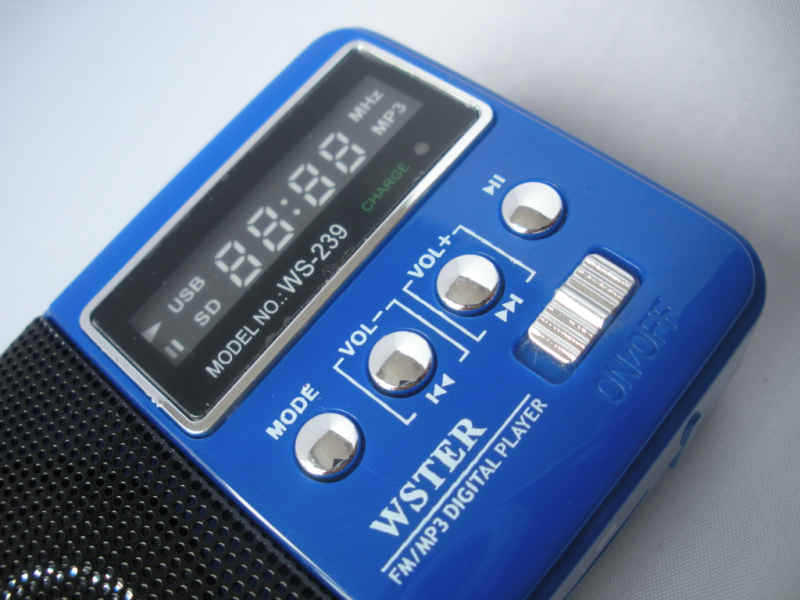 MHz
MP3
88:88
USB
SD
CHARGE
MODEL NO.:WS-239
MODE
VOL-
VOL+
WSTER
FM/MP3 DIGITAL PLAYER
ON/OFF